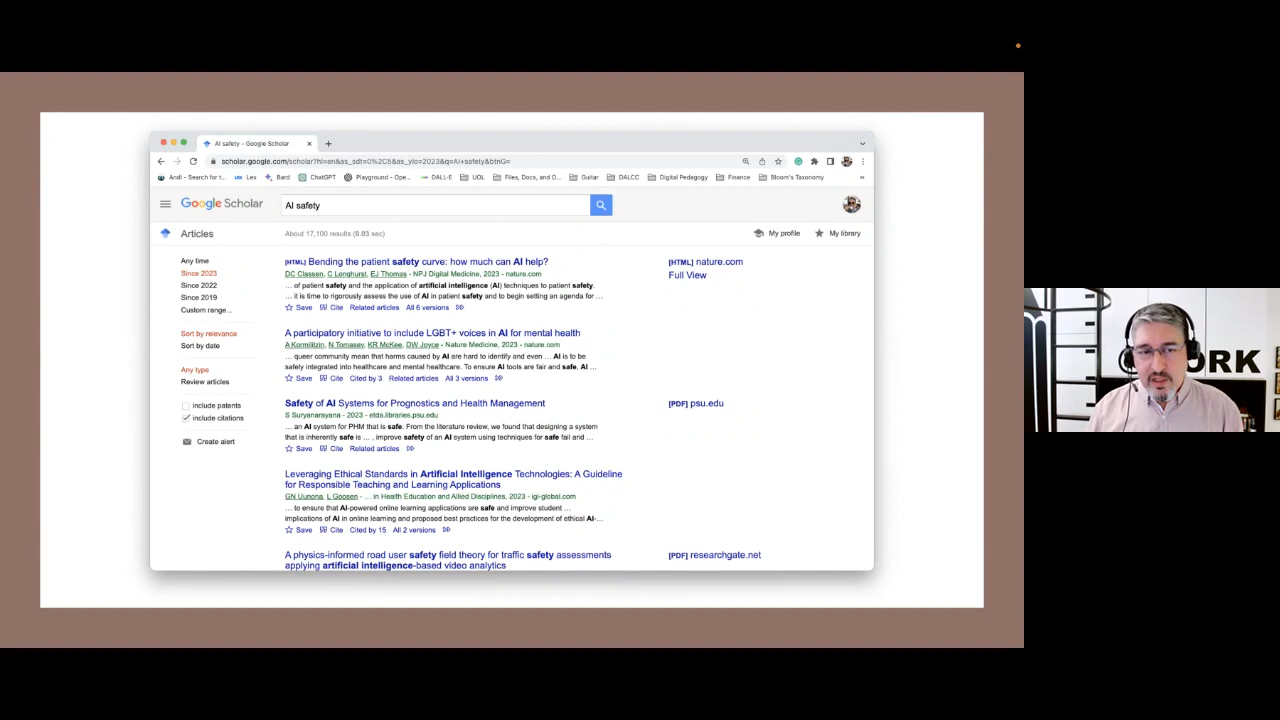 AI safety - Google Scholar
scholar.google.com/scholar?hl=en&as_sdt=0%2C5&as_ylo=2023&q=AI+safety&btnG=
Andi - Search for t... Lex Bard ChatGPT Playground - Ope... DALL-E UOL Files, Docs, and O... Guitar DALCC Digital Pedagogy Finance Bloom's Taxonomy »
Google Scholar AI safety
Articles About 17,100 results (0.03 sec) My profile My library
Any time
Since 2023
Since 2022
Since 2019
Custom range...
Sort by relevance
Sort by date
Any type
Review articles
include patents
include citations
Create alert
[HTML] Bending the patient safety curve: how much can AI help?
DC Classen, C Longhurst, EJ Thomas - NPJ Digital Medicine, 2023 - nature.com
... of patient safety and the application of artificial intelligence (AI) techniques to patient safety.
... it is time to rigorously assess the use of AI in patient safety and to begin setting an agenda for ...
Save Cite Related articles All 6 versions
[HTML] nature.com
Full View
A participatory initiative to include LGBT+ voices in AI for mental health
A Kormilitzin, N Tomasev, KR McKee, DW Joyce - Nature Medicine, 2023 - nature.com
... queer community mean that harms caused by AI are hard to identify and even ... AI is to be
safely integrated into healthcare and mental healthcare. To ensure AI tools are fair and safe, AI ...
Save Cite Cited by 3 Related articles All 3 versions
Safety of AI Systems for Prognostics and Health Management
S Suryanarayana - 2023 - etda.libraries.psu.edu
... an AI system for PHM that is safe. From the literature review, we found that designing a system
that is inherently safe is ... , improve safety of an AI system using techniques for safe fail and ...
Save Cite Related articles
[PDF] psu.edu
Leveraging Ethical Standards in Artificial Intelligence Technologies: A Guideline
for Responsible Teaching and Learning Applications
GN Uunona, L Goosen - ... in Health Education and Allied Disciplines, 2023 - igi-global.com
... to ensure that AI-powered online learning applications are safe and improve student ...
implications of AI in online learning and proposed best practices for the development of ethical AI-...
Save Cite Cited by 15 All 2 versions
A physics-informed road user safety field theory for traffic safety assessments
applying artificial intelligence-based video analytics
[PDF] researchgate.net